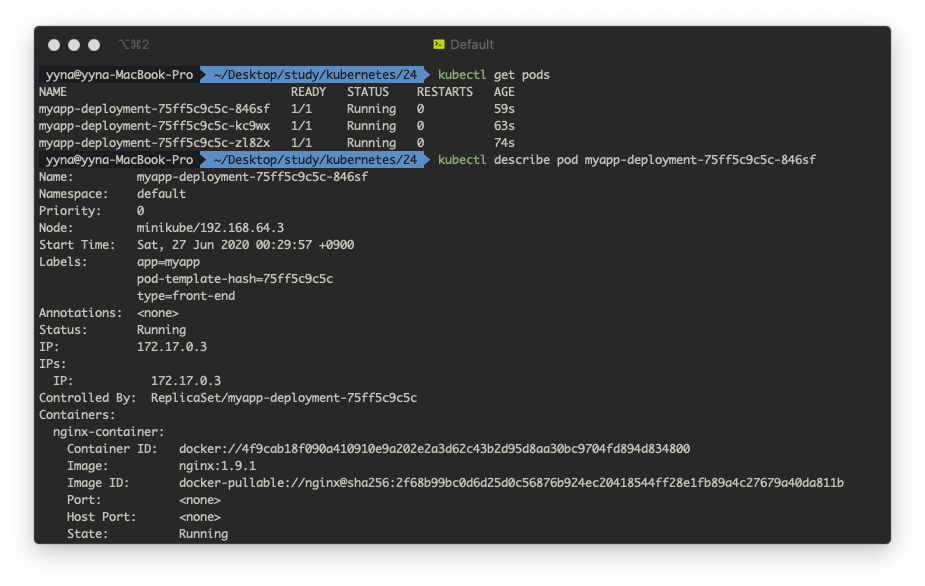 ⌥⌘2
Default
yyna@yyna-MacBook-Pro ~/Desktop/study/kubernetes/24 kubectl get pods
NAME READY STATUS RESTARTS AGE
myapp-deployment-75ff5c9c5c-846sf 1/1 Running 0 59s
myapp-deployment-75ff5c9c5c-kc9wx 1/1 Running 0 63s
myapp-deployment-75ff5c9c5c-zl82x 1/1 Running 0 74s
yyna@yyna-MacBook-Pro ~/Desktop/study/kubernetes/24 kubectl describe pod myapp-deployment-75ff5c9c5c-846sf
Name: myapp-deployment-75ff5c9c5c-846sf
Namespace: default
Priority: 0
Node: minikube/192.168.64.3
Start Time: Sat, 27 Jun 2020 00:29:57 +0900
Labels: app=myapp
pod-template-hash=75ff5c9c5c
type=front-end
Annotations: <none>
Status: Running
IP: 172.17.0.3
IPs:
IP: 172.17.0.3
Controlled By: ReplicaSet/myapp-deployment-75ff5c9c5c
Containers:
nginx-container:
Container ID: docker://4f9cab18f090a410910e9a202e2a3d62c43b2d95d8aa30bc9704fd894d834800
Image: nginx:1.9.1
Image ID: docker-pullable://nginx@sha256:2f68b99bc0d6d25d0c56876b924ec20418544ff28e1fb89a4c27679a40da811b
Port: <none>
Host Port: <none>
State: Running